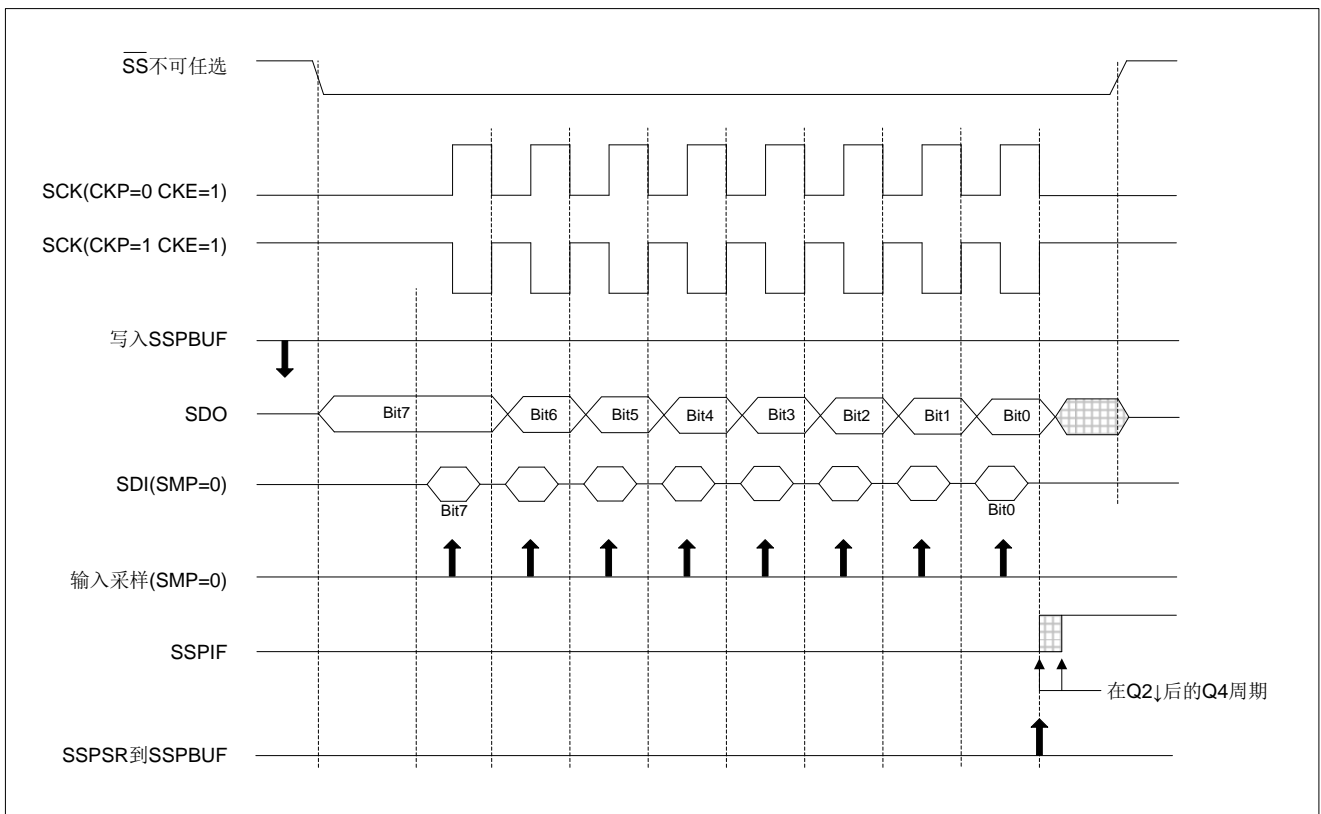 SS不可任选
SCK(CKP=0 CKE=1)
SCK(CKP=1 CKE=1)
写入SSPBUF
SDO
Bit7
Bit6
Bit5
Bit4
Bit3
Bit2
Bit1
Bit0
SDI(SMP=0)
Bit7
Bit0
输入采样(SMP=0)
SSPIF
在Q2↓后的Q4周期
SSPSR到SSPBUF